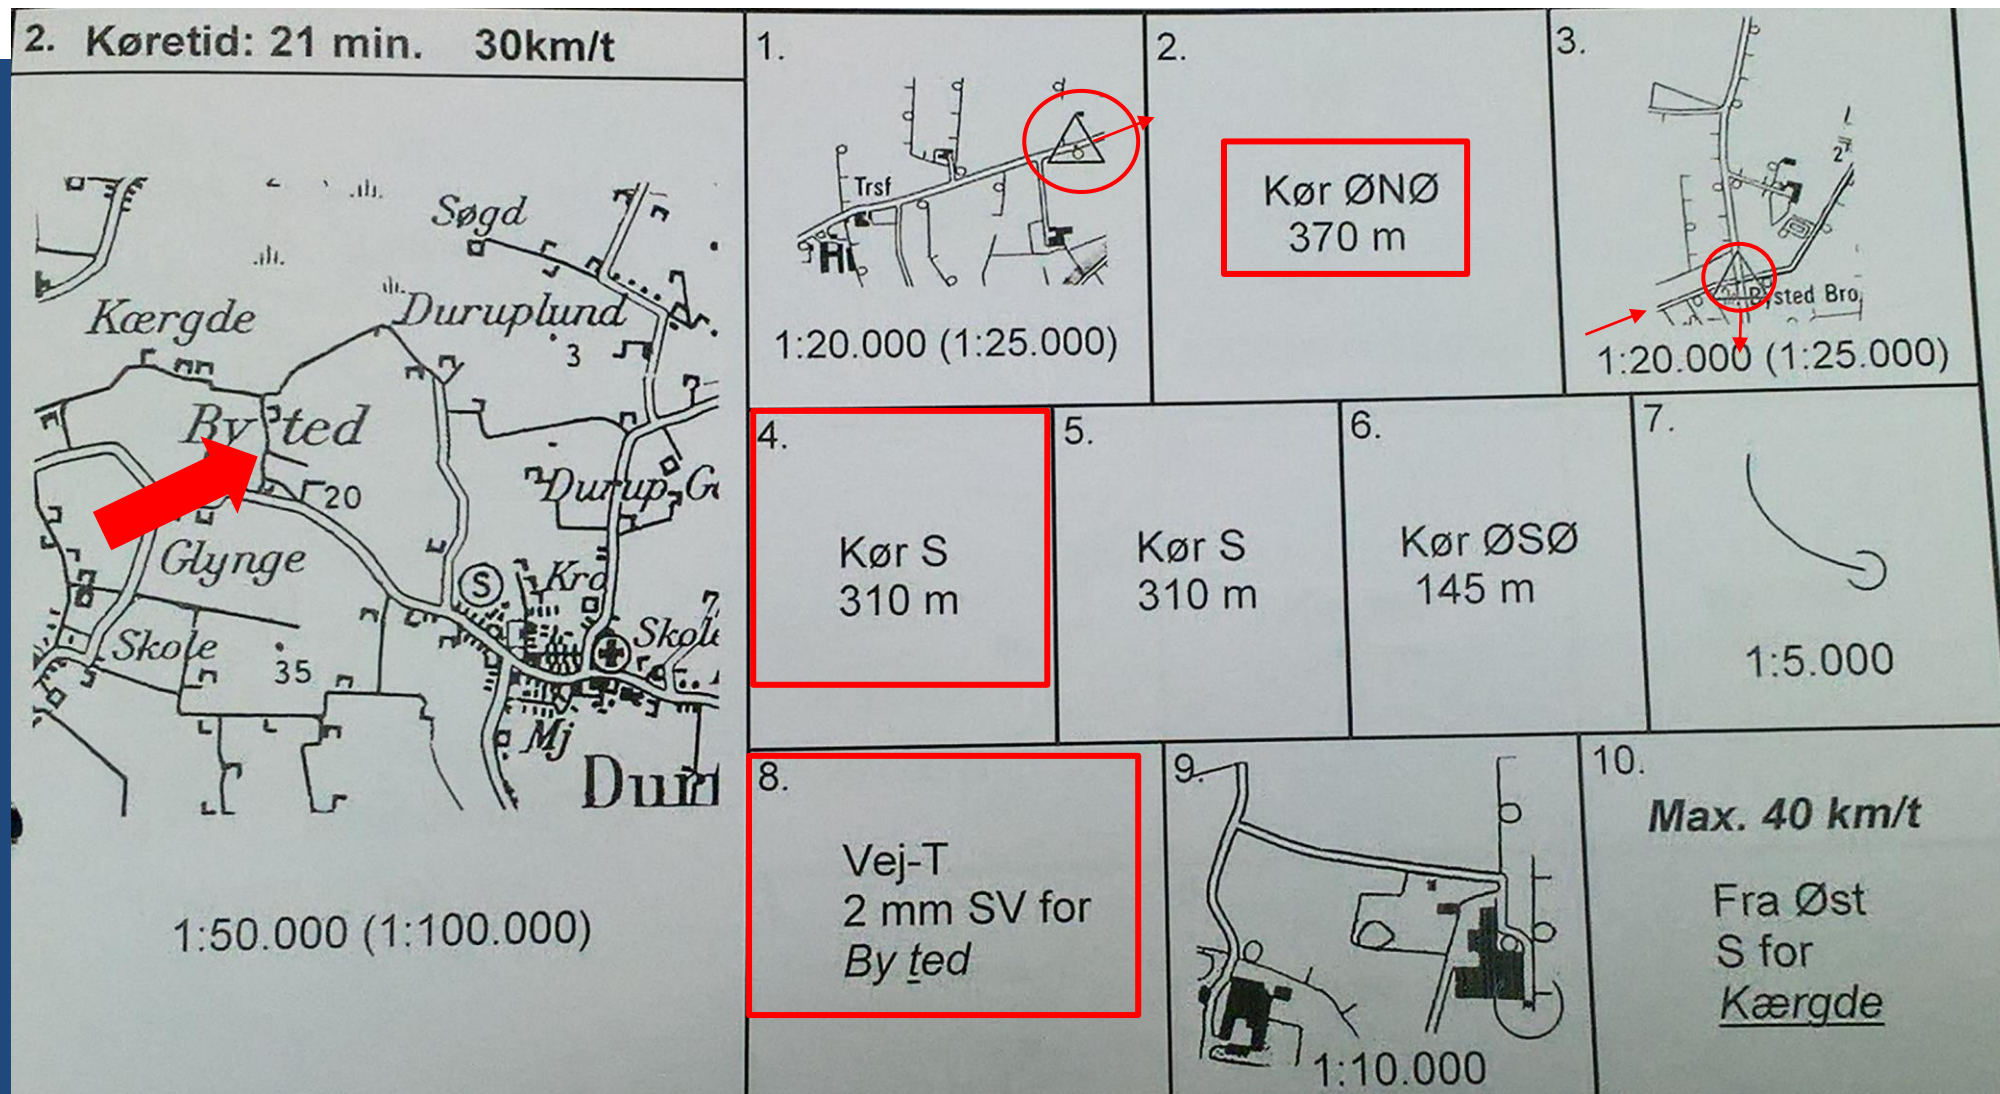 2. Køretid: 21 min. 30km/t
Søgd
Kærgde
Duruplund
3
By ted
20
Durup
Glynge
S
Kro
Skole
Skole
35
Mj
1:50.000 (1:100.000)
1.
Trsf
1:20.000 (1:25.000)
2.
Kør ØNØ
370 m
3.
2
Bysted Bro
1:20.000 (1:25.000)
4.
Kør S
310 m
5.
Kør S
310 m
6.
Kør ØSØ
145 m
7.
1:5.000
8.
Vej-T
2 mm SV for
By ted
9.
1:10.000
10.
Max. 40 km/t
Fra Øst
S for
Kærgde